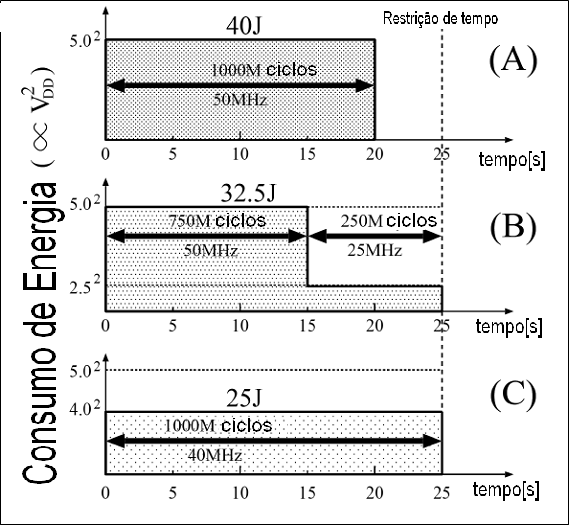 Consumo de Energia ( ∝ V²DD )
Restrição de tempo
40J
(A)
5.0²
1000M ciclos
50MHz
0 5 10 15 20 25
tempo[s]
32.5J
(B)
5.0²
750M ciclos
250M ciclos
50MHz
25MHz
2.5²
0 5 10 15 20 25
tempo[s]
5.0²
(C)
25J
4.0²
1000M ciclos
40MHz
0 5 10 15 20 25
tempo[s]